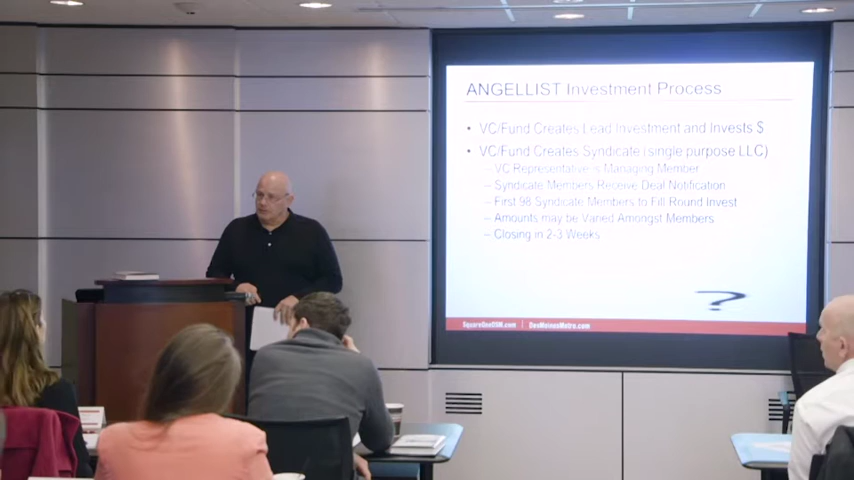 ANGELLIST Investment Process
• VC/Fund Creates Lead Investment and Invests $
• VC/Fund Creates Syndicate (single purpose LLC)
– VC Representative is Managing Member
– Syndicate Members Receive Deal Notification
– First 98 Syndicate Members to Fill Round Invest
– Amounts may be Varied Amongst Members
– Closing in 2-3 Weeks
?
SquareOneDSM.com | DesMoinesMetro.com